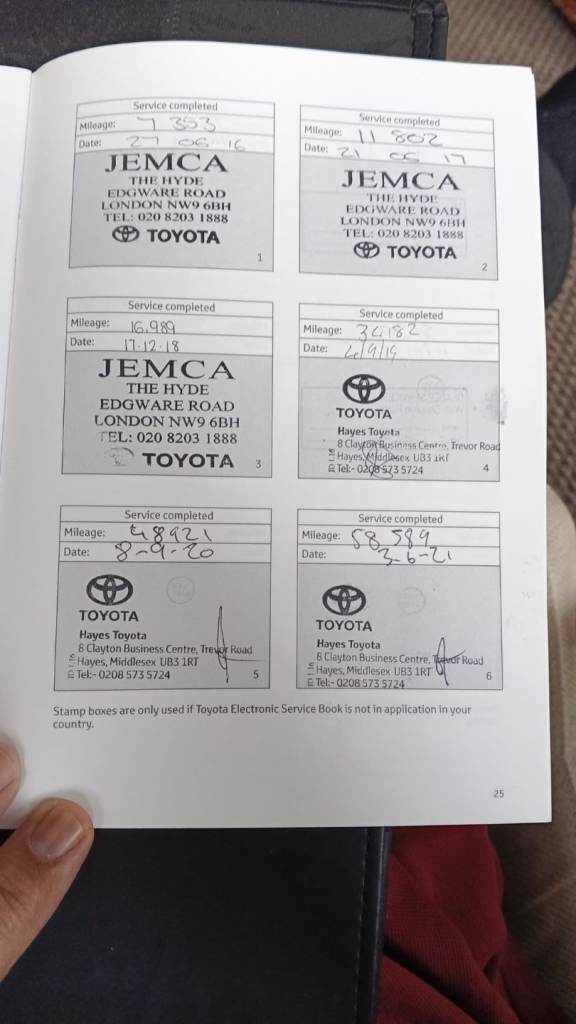 Service completed
Mileage: 7 353
Date: 27 06 16
JEMCA
THE HYDE
EDGWARE ROAD
LONDON NW9 6BH
TEL: 020 8203 1888
TOYOTA
1
Service completed
Mileage: 11 802
Date: 21 06 17
JEMCA
THE HYDE
EDGWARE ROAD
LONDON NW9 6BH
TEL: 020 8203 1888
TOYOTA
2
Service completed
Mileage: 16,989
Date: 17.12.18
JEMCA
THE HYDE
EDGWARE ROAD
LONDON NW9 6BH
TEL: 020 8203 1888
TOYOTA
3
Service completed
Mileage: 34182
Date: 4/9/19
TOYOTA
Hayes Toyota
8 Clayton Business Centre, Trevor Road
Hayes, Middlesex UB3 1RT
Tel:- 0208 573 5724
4
Service completed
Mileage: 48921
Date: 8-9-20
TOYOTA
Hayes Toyota
8 Clayton Business Centre, Trevor Road
Hayes, Middlesex UB3 1RT
Tel:- 0208 573 5724
ID 1.16
5
Service completed
Mileage: 58 589
Date: 3-6-21
TOYOTA
Hayes Toyota
8 Clayton Business Centre, Trevor Road
Hayes, Middlesex UB3 1RT
Tel:- 0208 573 5724
ID 1.16
6
Stamp boxes are only used if Toyota Electronic Service Book is not in application in your
country.
25